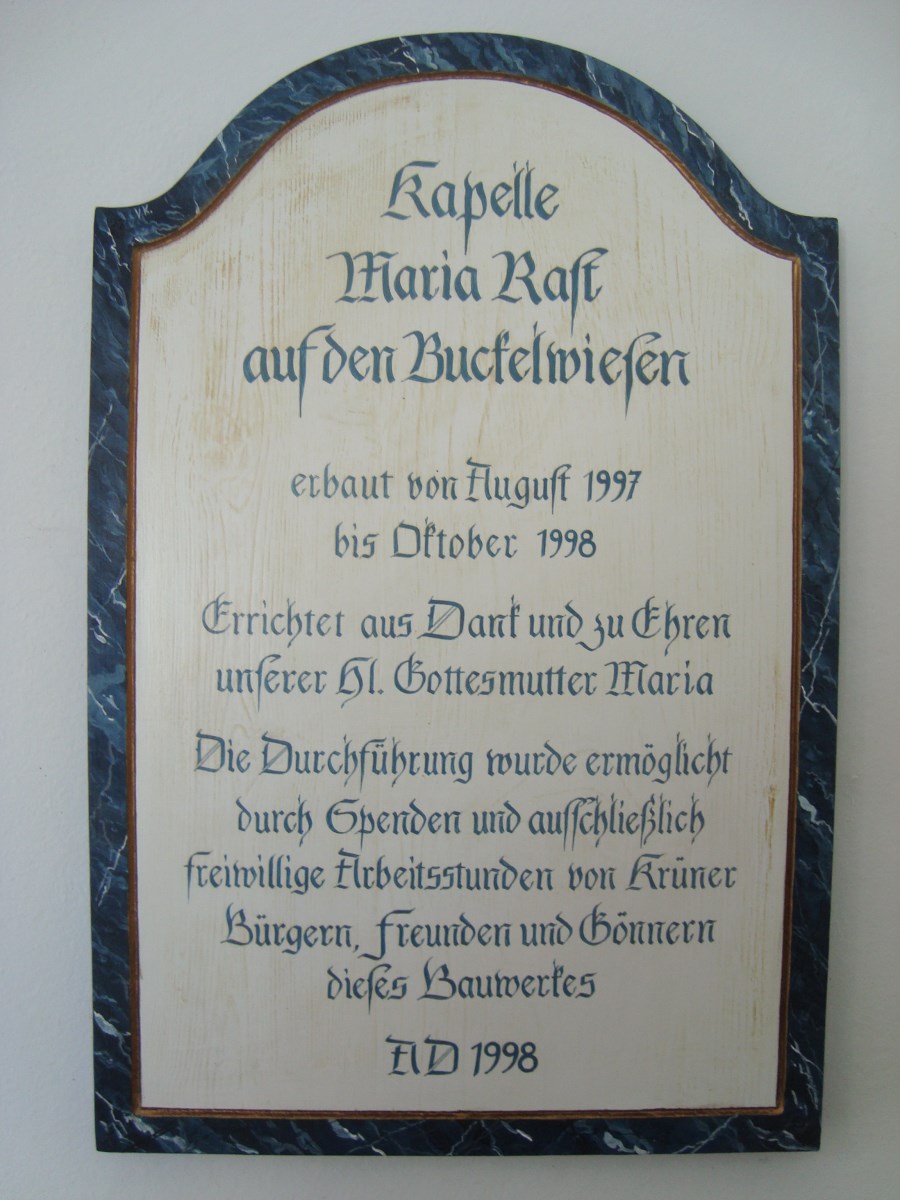 V.K.
Kapelle
Maria Raſt
auf den Buckelwieſen
erbaut von Auguſt 1997
bis Oktober 1998
Errichtet aus Dank und zu Ehren
unſerer Hl. Gottesmutter Maria
Die Durchführung wurde ermöglicht
durch Spenden und ausſchließlich
freiwillige Arbeitsstunden von Krüner
Bürgern, Freunden und Gönnern
dieſes Bauwerkes
AD 1998